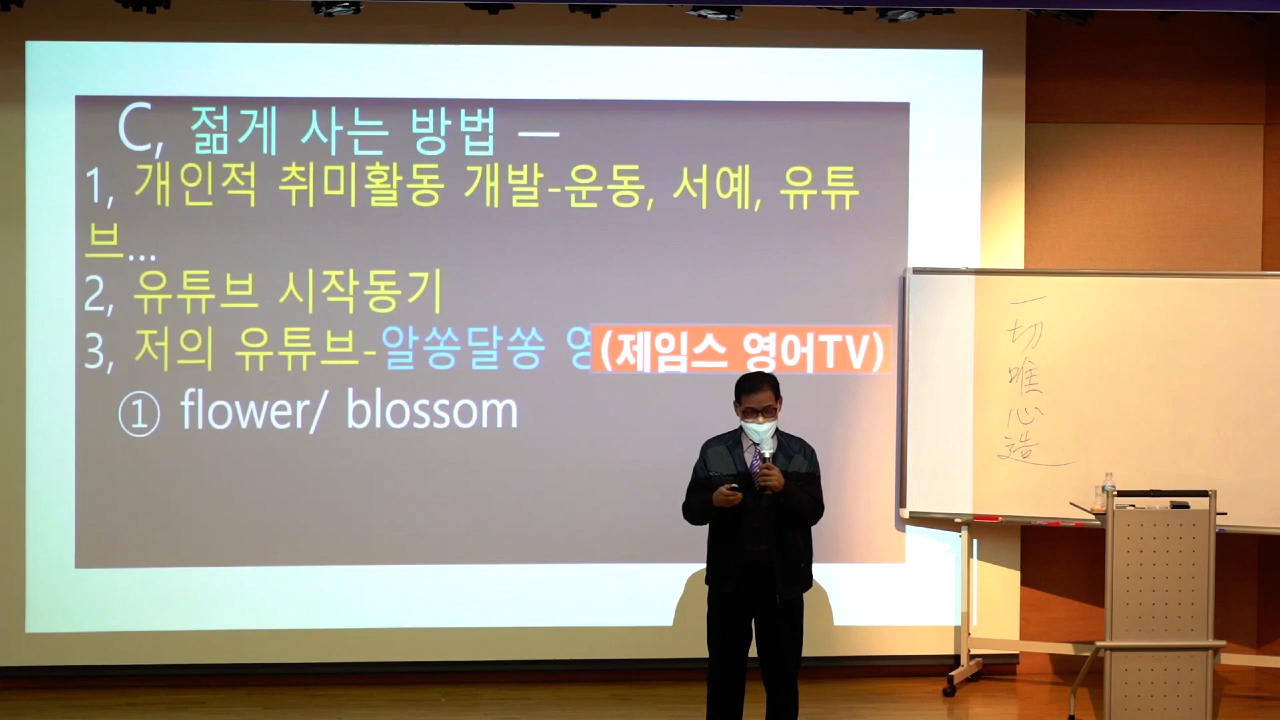 C, 젊게 사는 방법 –
1, 개인적 취미활동 개발-운동, 서예, 유튜
브...
2, 유튜브 시작동기
3, 저의 유튜브-알쏭달쏭 영(제임스 영어TV)
① flower/ blossom
一切唯心造